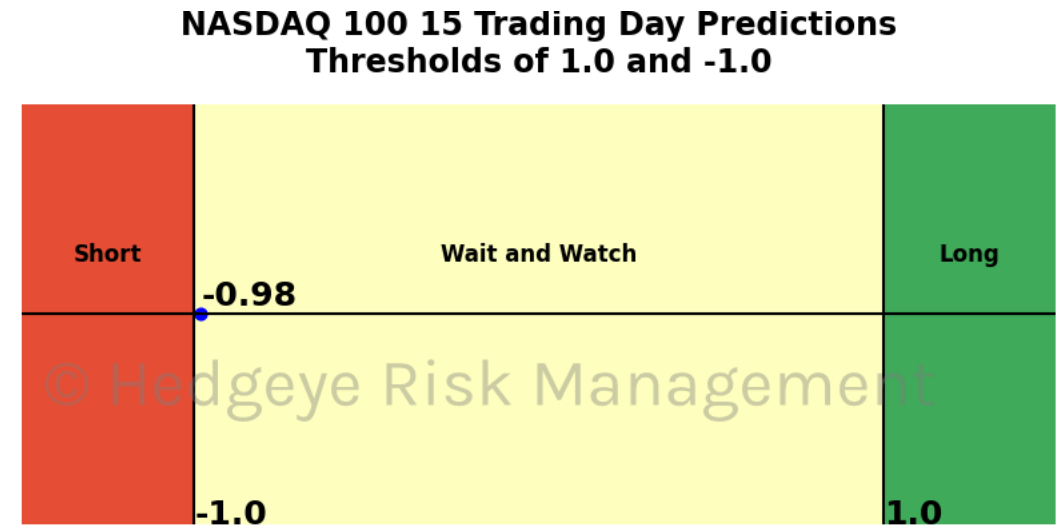 NASDAQ 100 15 Trading Day Predictions
Thresholds of 1.0 and -1.0
Short
Wait and Watch
Long
-0.98
© Hedgeye Risk Management
-1.0
1.0